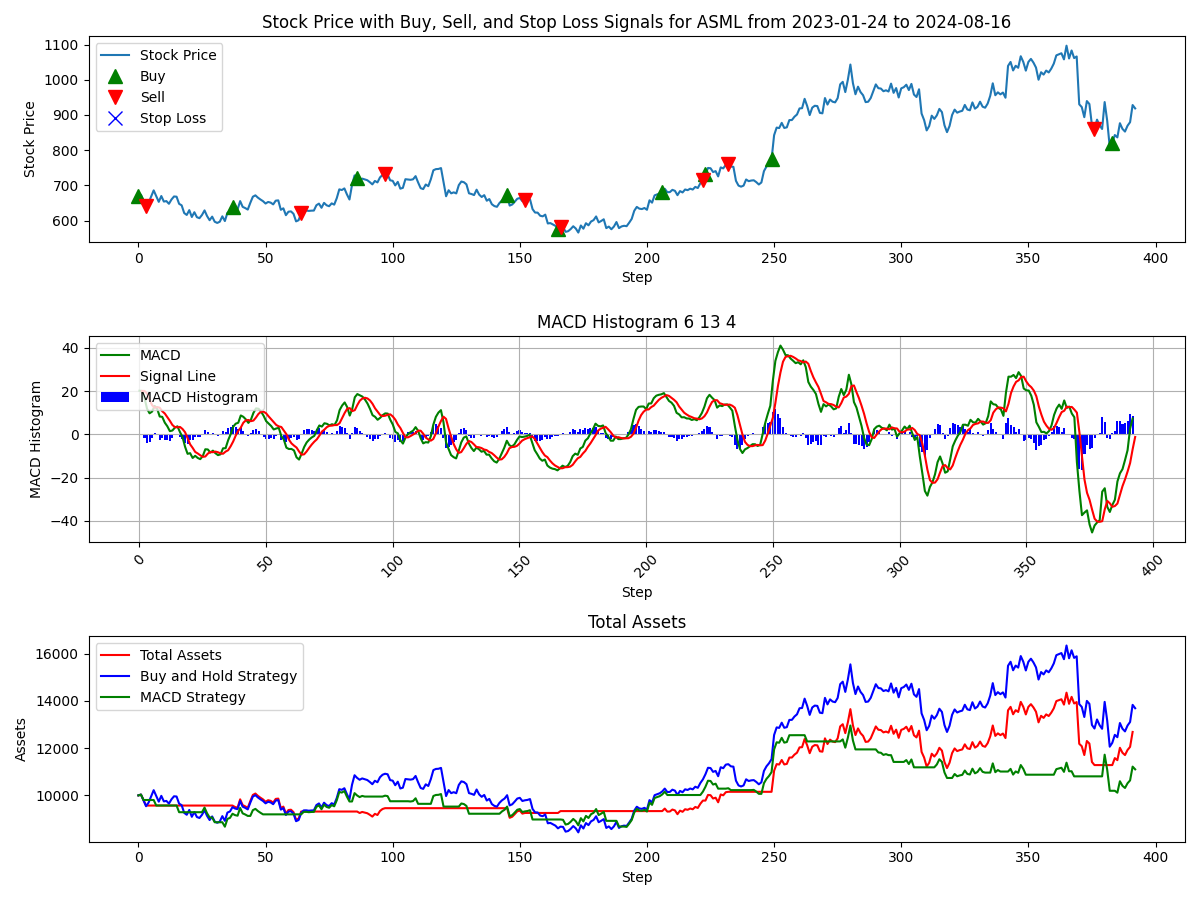 Stock Price with Buy, Sell, and Stop Loss Signals for ASML from 2023-01-24 to 2024-08-16
Stock Price
1100
1000
900
800
700
600
Stock Price
Buy
Sell
Stop Loss
0 50 100 150 200 250 300 350 400
Step
MACD Histogram 6 13 4
MACD Histogram
40
20
0
−20
−40
MACD
Signal Line
MACD Histogram
0 50 100 150 200 250 300 350 400
Step
Total Assets
Assets
16000
14000
12000
10000
Total Assets
Buy and Hold Strategy
MACD Strategy
0 50 100 150 200 250 300 350 400
Step